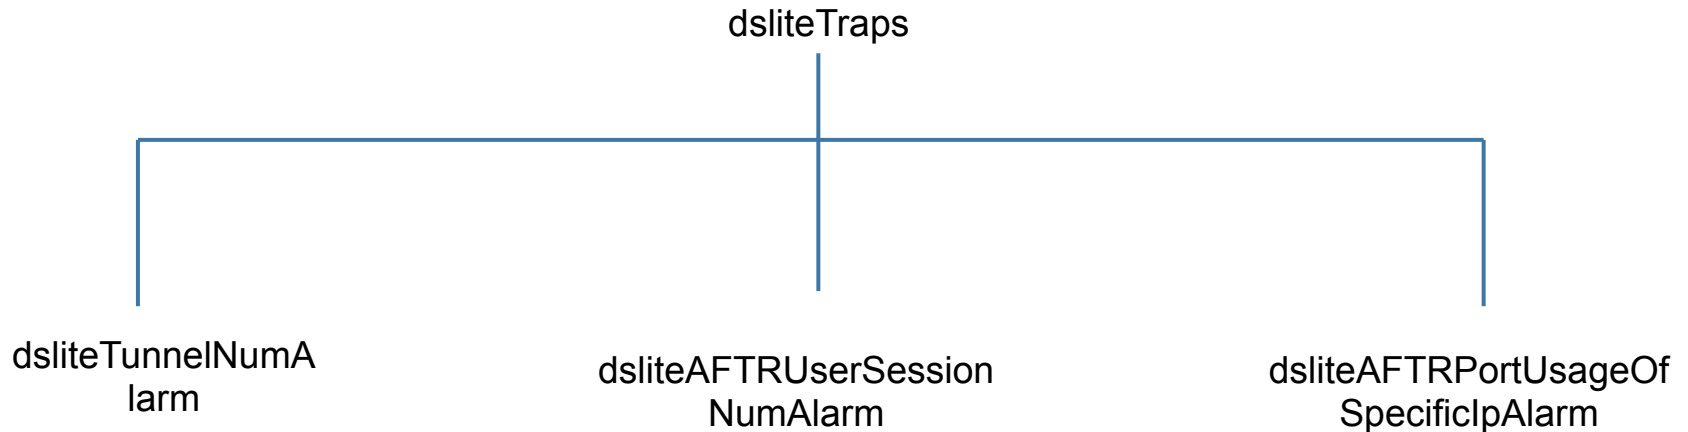 dsliteTraps
dsliteTunnelNumA
larm
dsliteAFTRUserSession
NumAlarm
dsliteAFTRPortUsageOf
SpecificIpAlarm